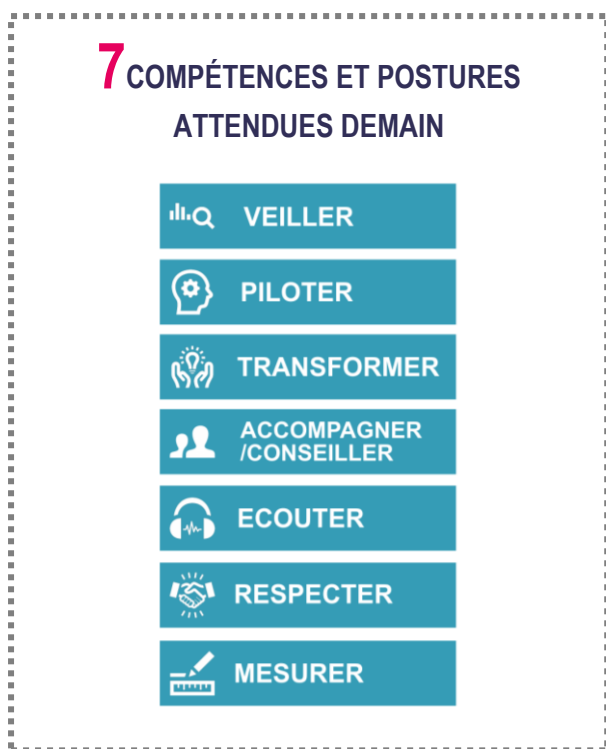 7 COMPÉTENCES ET POSTURES
ATTENDUES DEMAIN
VEILLER
PILOTER
TRANSFORMER
ACCOMPAGNER
/CONSEILLER
ECOUTER
RESPECTER
MESURER